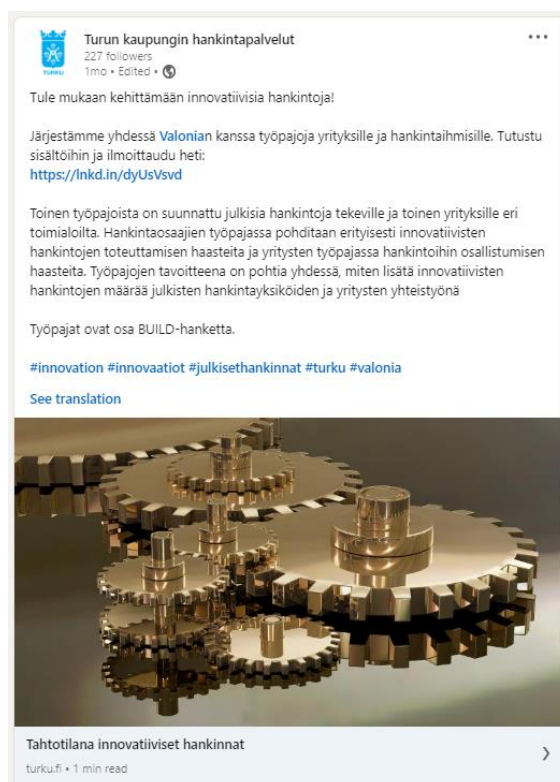 Turun kaupungin hankintapalvelut
227 followers
1mo • Edited •
TURKU
Tule mukaan kehittämään innovatiivisia hankintoja!
Järjestämme yhdessä Valonian kanssa työpajoja yrityksille ja hankintaihmisille. Tutustu
sisältöihin ja ilmoittaudu heti:
https://lnkd.in/dyUsVsvd
Toinen työpajoista on suunnattu julkisia hankintoja tekeville ja toinen yrityksille eri
toimialoilta. Hankintaosaajien työpajassa pohditaan erityisesti innovatiivisten
hankintojen toteuttamisen haasteita ja yritysten työpajassa hankintoihin osallistumisen
haasteita. Työpajojen tavoitteena on pohtia yhdessä, miten lisätä innovatiivisten
hankintojen määrää julkisten hankintayksiköiden ja yritysten yhteistyönä
Työpajat ovat osa BUILD-hanketta.
#innovation #innovaatiot #julkisethankinnat #turku #valonia
See translation
Tahtotilana innovatiiviset hankinnat
turku.fi • 1 min read